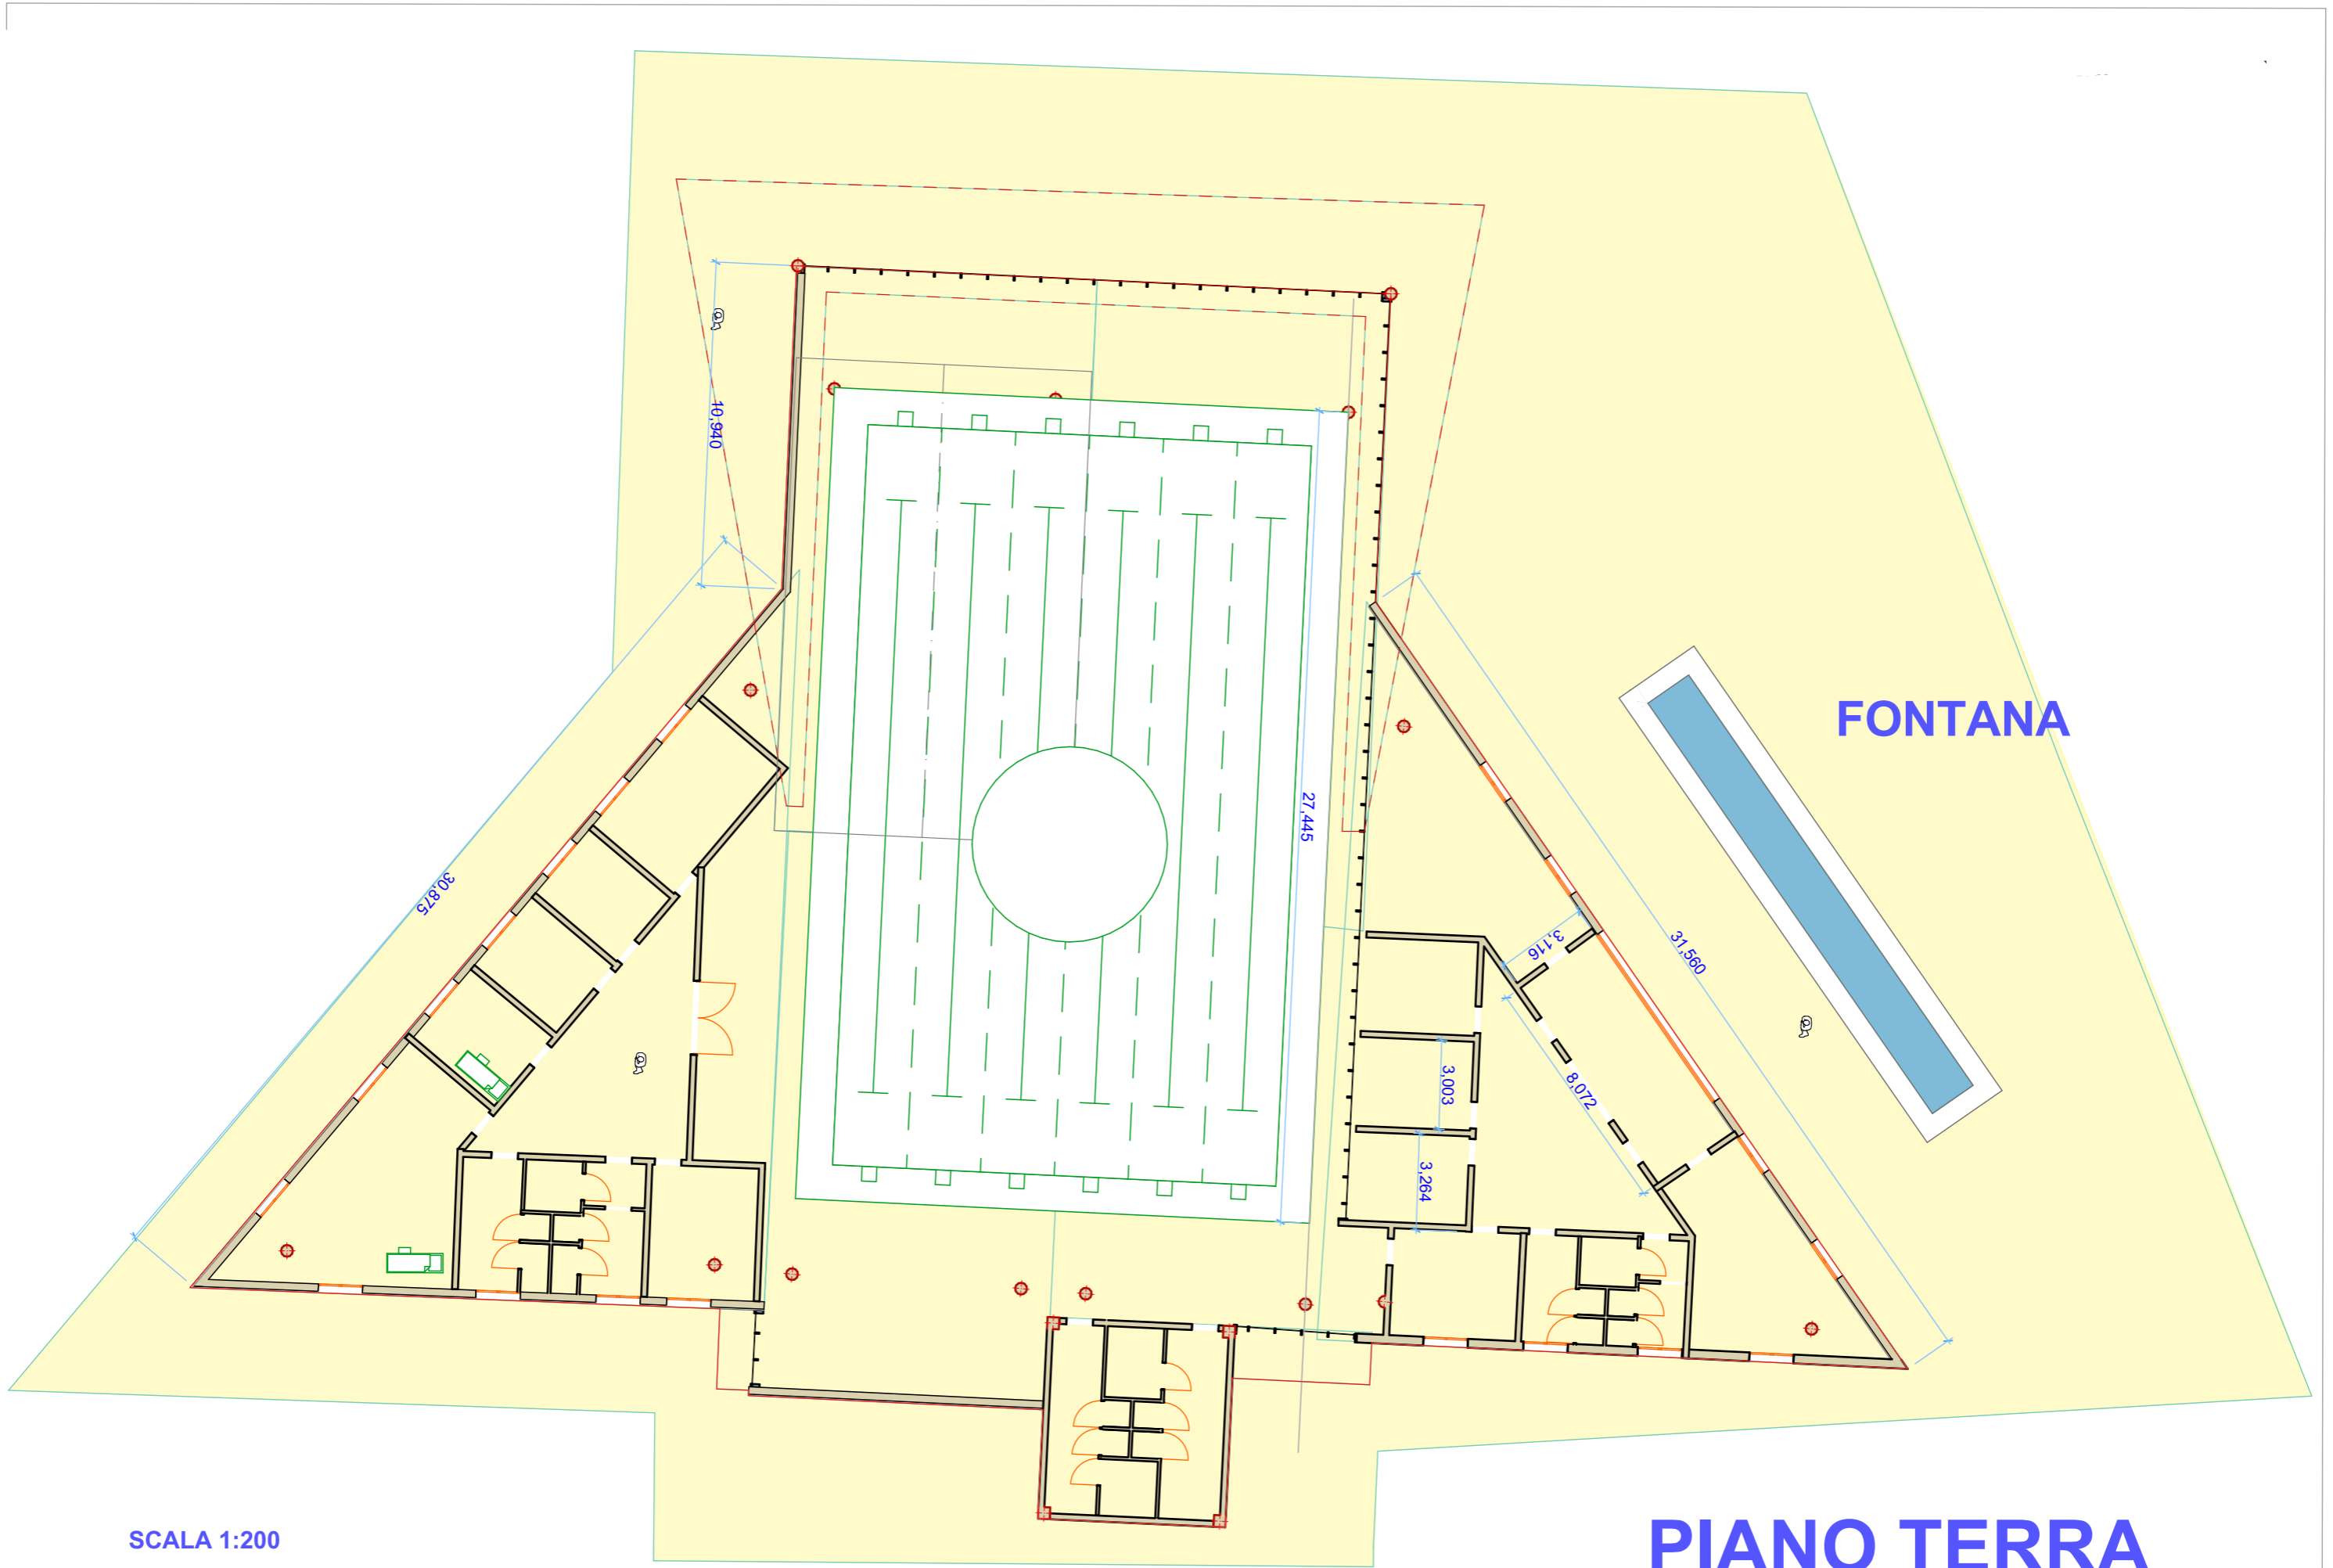 10,940
FONTANA
27,445
30,875
3,116
31,560
3,003
8,072
3,264
SCALA 1:200
PIANO TERRA